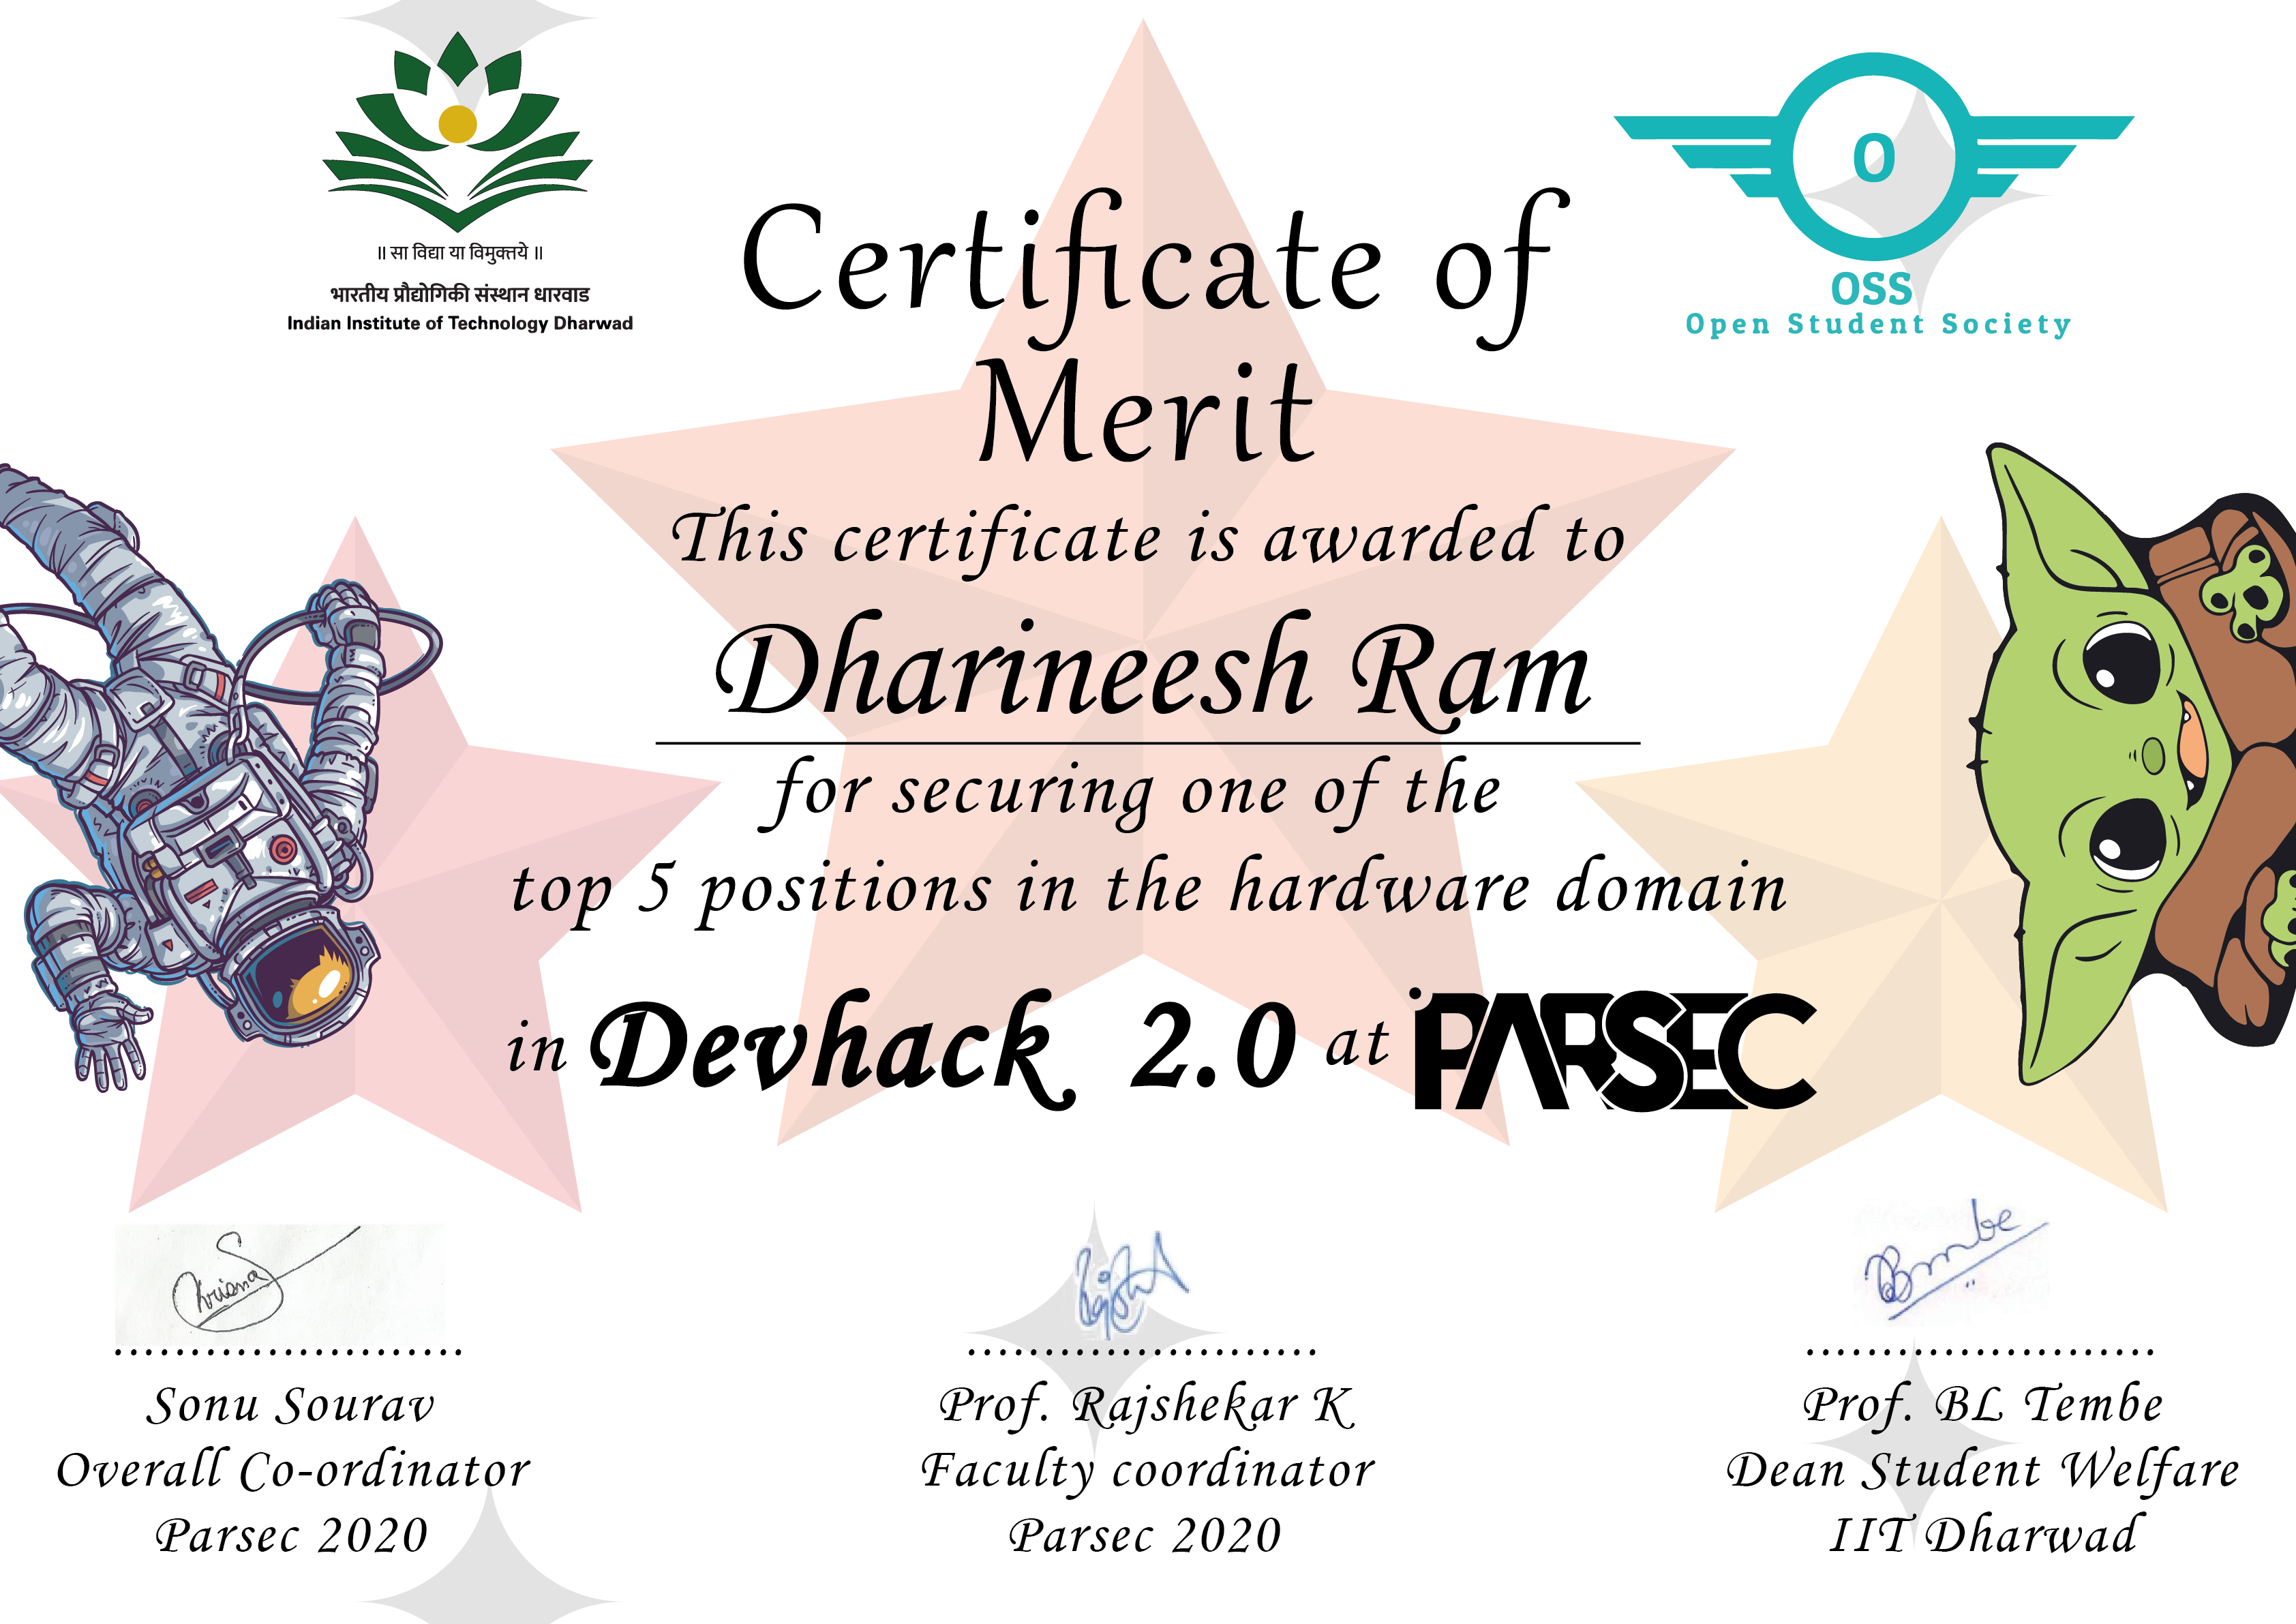 ॥ सा विद्या या विमुक्तये ॥
भारतीय प्रौद्योगिकी संस्थान धारवाड
Indian Institute of Technology Dharwad
O
OSS
Open Student Society
Certificate of
Merit
This certificate is awarded to
Dharineesh Ram
for securing one of the
top 5 positions in the hardware domain
in Devhack 2.0 at PARSEC
Sonu Sourav
Overall Co-ordinator
Parsec 2020
Prof. Rajshekar K
Faculty coordinator
Parsec 2020
Prof. BL Tembe
Dean Student Welfare
IIT Dharwad